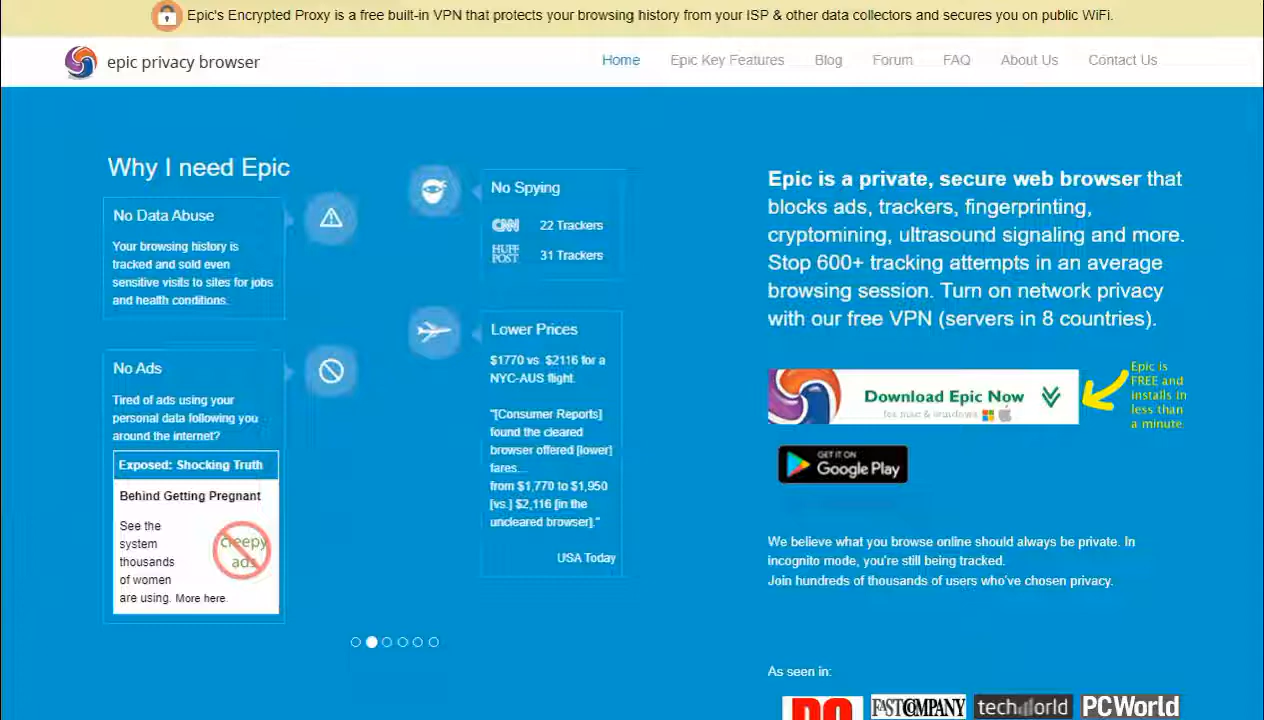 Epic's Encrypted Proxy is a free built-in VPN that protects your browsing history from your ISP & other data collectors and secures you on public WiFi.
epic privacy browser
Home
Epic Key Features
Blog
Forum
FAQ
About Us
Contact Us
Why I need Epic
No Data Abuse
Your browsing history is
tracked and sold even
sensitive visits to sites for jobs
and health conditions.
No Ads
Tired of ads using your
personal data following you
around the internet?
Exposed: Shocking Truth
Behind Getting Pregnant
See the
system
thousands
of women
are using. More here.
creepy
ads
No Spying
CNN 22 Trackers
HUFF
POST 31 Trackers
Lower Prices
$1770 vs. $2116 for a
NYC-AUS flight.
"[Consumer Reports]
found the cleared
browser offered [lower]
fares...
from $1,770 to $1,950
[vs.] $2,116 [in the
uncleared browser]."
USA Today
Epic is a private, secure web browser that
blocks ads, trackers, fingerprinting,
cryptomining, ultrasound signaling and more.
Stop 600+ tracking attempts in an average
browsing session. Turn on network privacy
with our free VPN (servers in 8 countries).
Download Epic Now
for mac & windows
Epic is
FREE and
installs in
less than
a minute.
GET IT ON
Google Play
We believe what you browse online should always be private. In
incognito mode, you're still being tracked.
Join hundreds of thousands of users who've chosen privacy.
As seen in:
FAST COMPANY
techworld
PCWorld